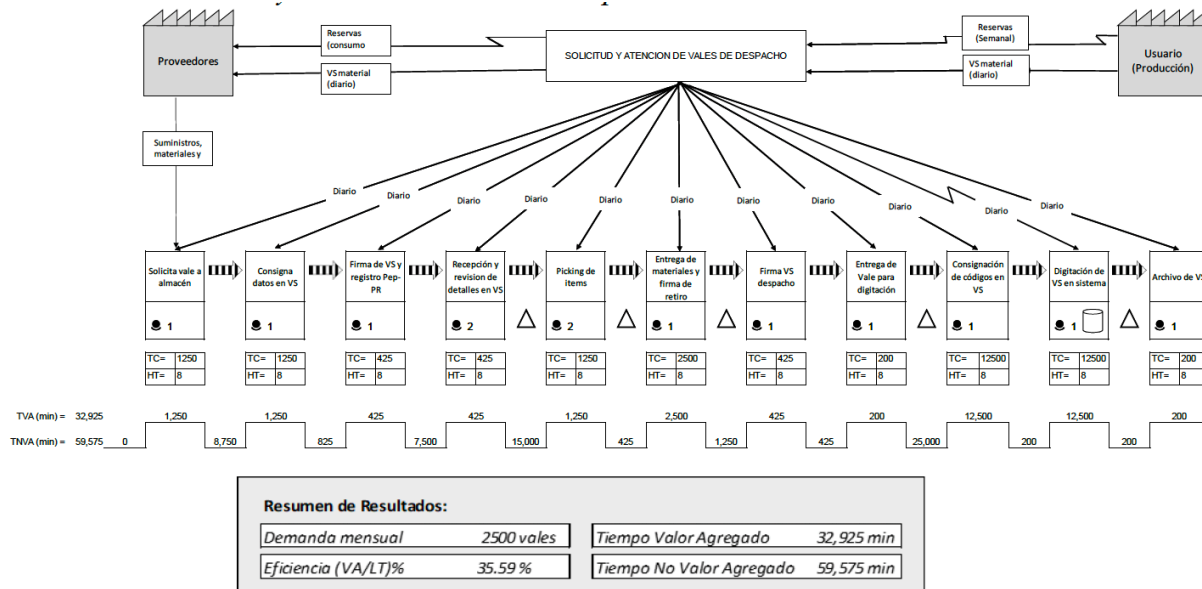 Proveedores
Reservas
(consumo
VS material
(diario)
SOLICITUD Y ATENCION DE VALES DE DESPACHO
Reservas
(Semanal)
VS material
(diario)
Usuario
(Producción)
Suministros,
materiales y
Diario
Diario
Diario
Diario
Diario
Diario
Diario
Diario
Diario
Diario
Solicita vale a
almacén
1
Consigna
datos en VS
1
Firma de VS y
registro Pep-
PR
1
Recepción y
revision de
detalles en VS
2
Picking de
items
2
Entrega de
materiales y
firma de
retiro
1
Firma VS
despacho
1
Entrega de
Vale para
digitación
1
Consignación
de códigos en
VS
1
Digitación de
VS en sistema
1
Archivo de VS
1
TC= 1250
HT= 8
TC= 1250
HT= 8
TC= 425
HT= 8
TC= 425
HT= 8
TC= 1250
HT= 8
TC= 2500
HT= 8
TC= 425
HT= 8
TC= 200
HT= 8
TC= 12500
HT= 8
TC= 12500
HT= 8
TC= 200
HT= 8
TVA (min) = 32,925 1,250 1,250 425 425 1,250 2,500 425 200 12,500 12,500 200
TNVA (min) = 59,575 0 8,750 825 7,500 15,000 425 1,250 425 25,000 200 200
Resumen de Resultados:
Demanda mensual 2500 vales
Eficiencia (VA/LT)% 35.59 %
Tiempo Valor Agregado 32,925 min
Tiempo No Valor Agregado 59,575 min